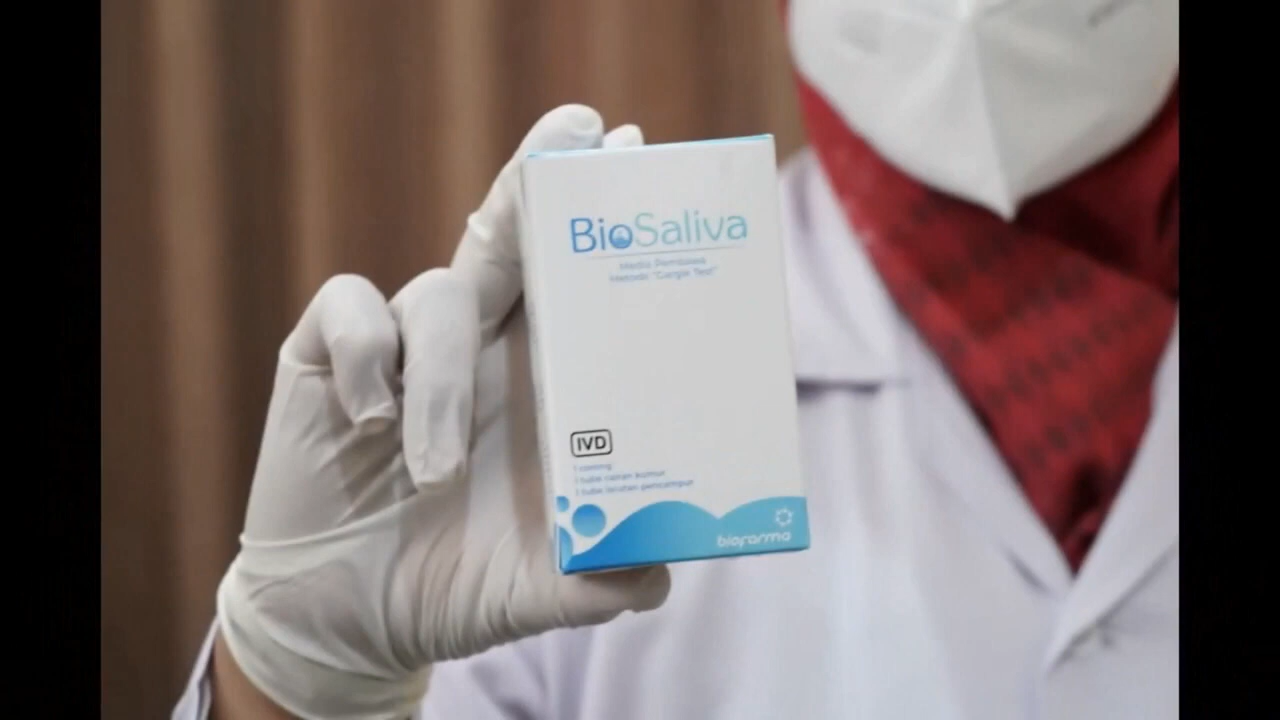 BioSaliva
Media Pembawa
Metode "Gargle Test"
IVD
1 corong
1 tube cairan kumur
1 tube larutan pencampur
biofarma